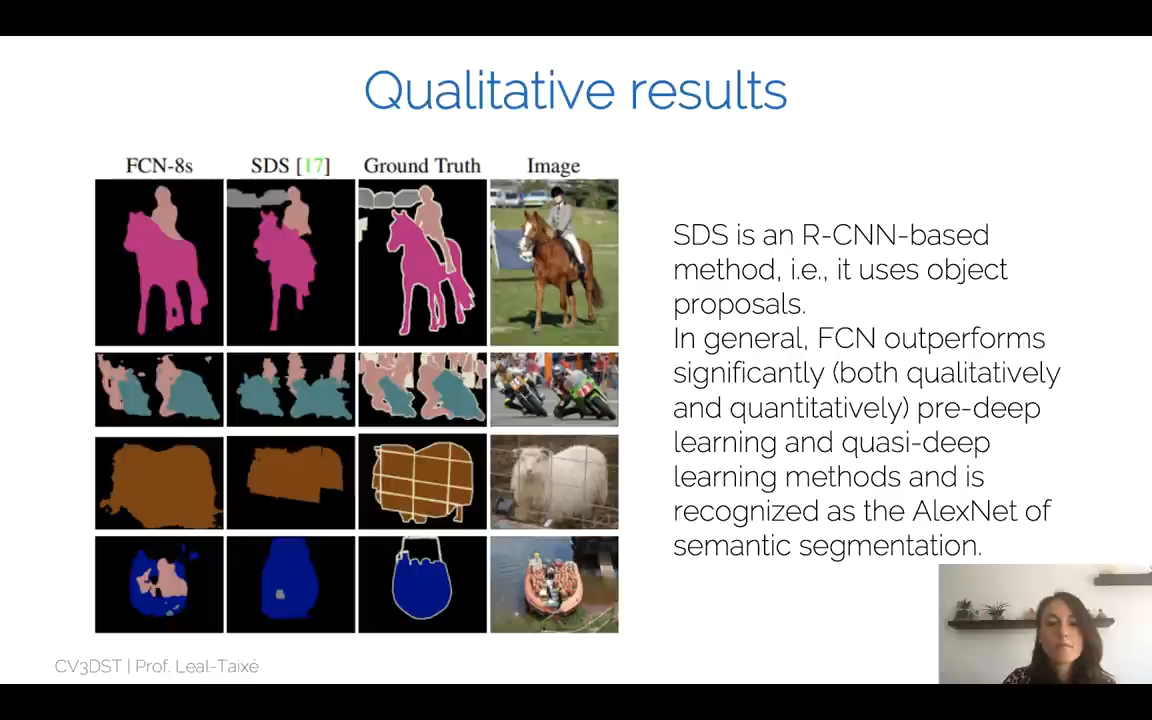 Qualitative results
FCN-8s SDS [17] Ground Truth Image
SDS is an R-CNN-based
method, i.e., it uses object
proposals.
In general, FCN outperforms
significantly (both qualitatively
and quantitatively) pre-deep
learning and quasi-deep
learning methods and is
recognized as the AlexNet of
semantic segmentation.
CV3DST | Prof. Leal-Taixé